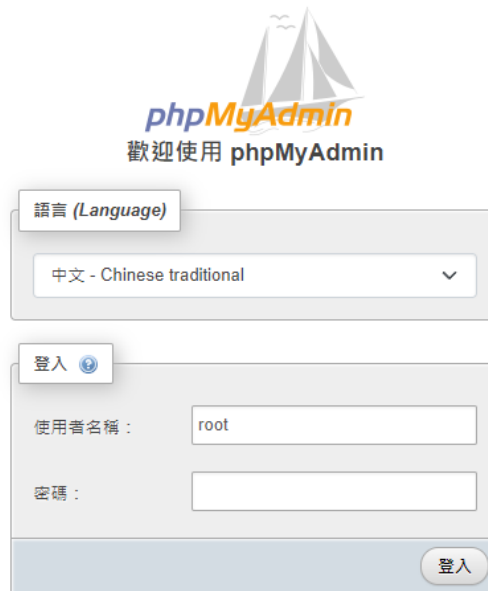 phpMyAdmin
歡迎使用 phpMyAdmin
語言 (Language)
中文 - Chinese traditional
登入
使用者名稱：
root
密碼：
登入